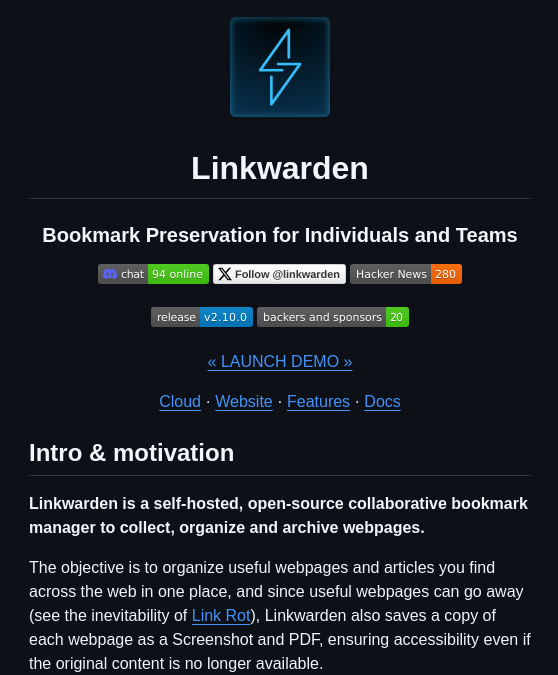 Linkwarden
Bookmark Preservation for Individuals and Teams
chat 94 online Follow @linkwarden Hacker News 280
release v2.10.0 backers and sponsors 20
« LAUNCH DEMO »
Cloud · Website · Features · Docs
Intro & motivation
Linkwarden is a self-hosted, open-source collaborative bookmark
manager to collect, organize and archive webpages.
The objective is to organize useful webpages and articles you find
across the web in one place, and since useful webpages can go away
(see the inevitability of Link Rot), Linkwarden also saves a copy of
each webpage as a Screenshot and PDF, ensuring accessibility even if
the original content is no longer available.